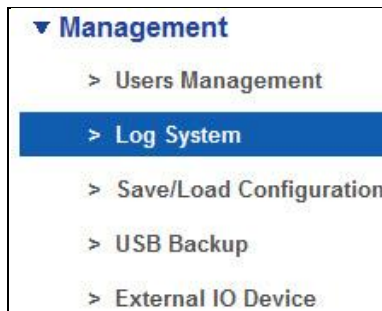 Management
> Users Management
> Log System
> Save/Load Configuration
> USB Backup
> External IO Device